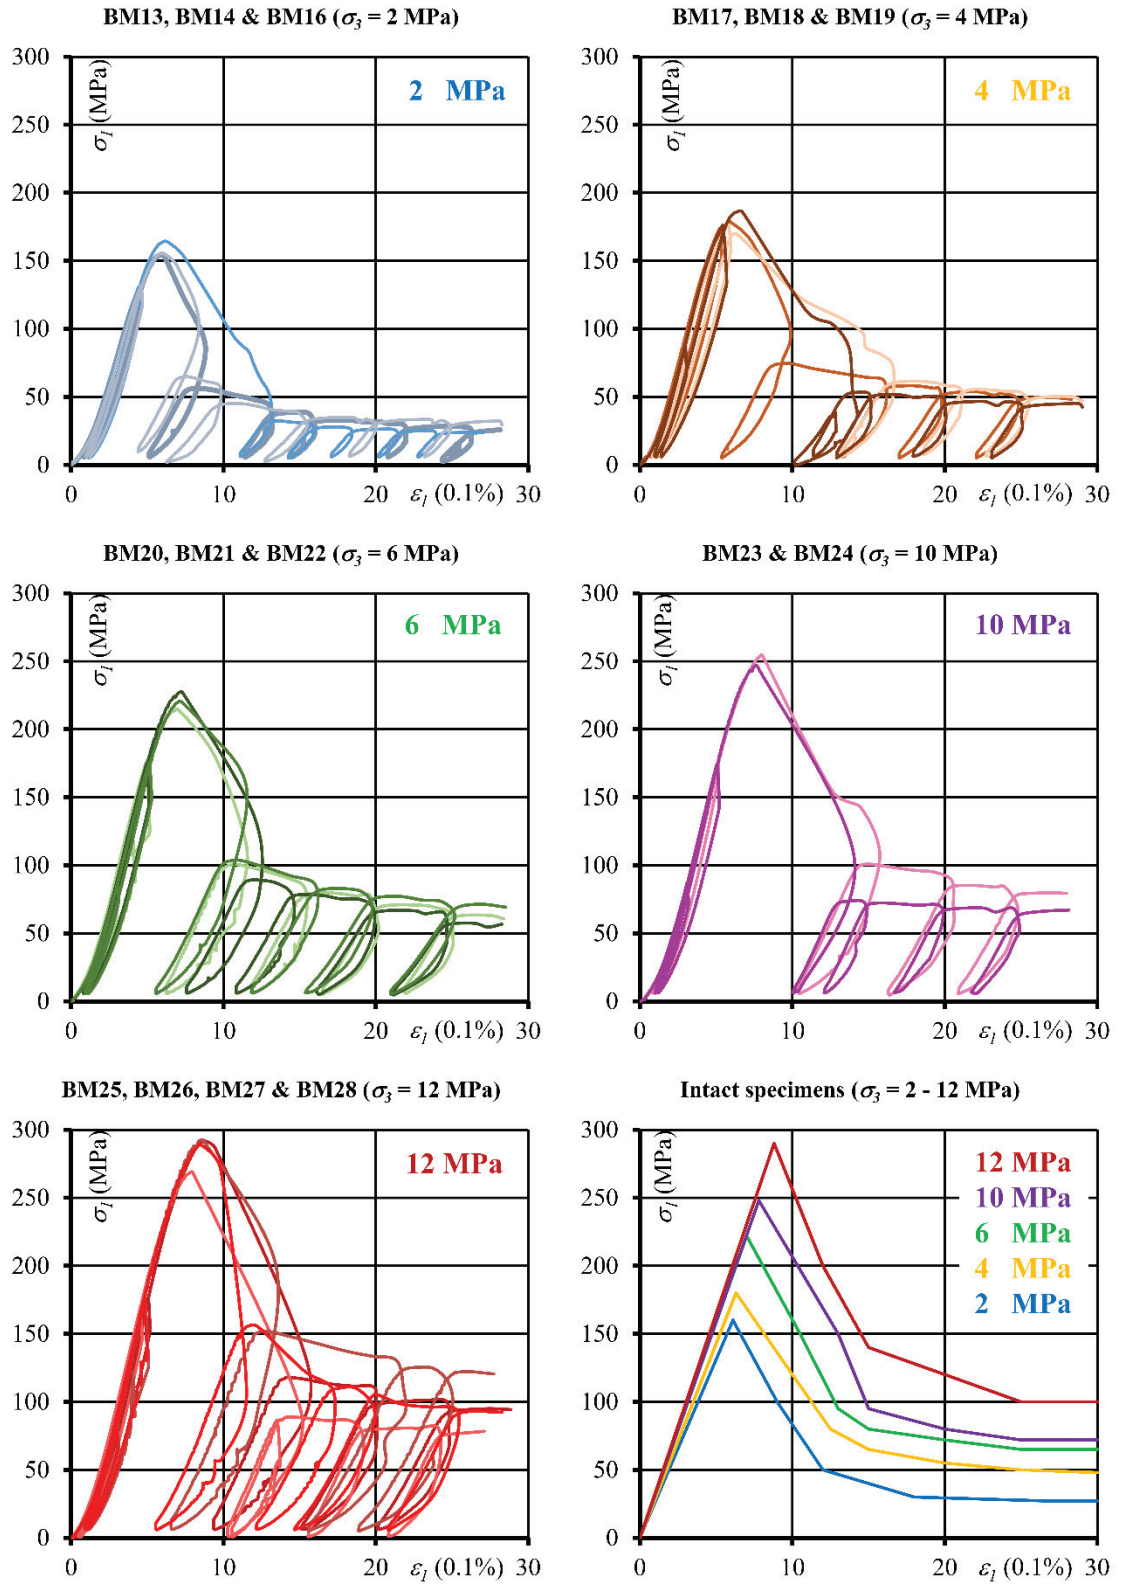 BM13, BM14 & BM16 (σ3 = 2 MPa)
300
250
200
150
100
50
0
σ1 (MPa)
2 MPa
0
10
20
ε1 (0.1%)
30
BM17, BM18 & BM19 (σ3 = 4 MPa)
300
250
200
150
100
50
0
σ1 (MPa)
4 MPa
0
10
20
ε1 (0.1%)
30
BM20, BM21 & BM22 (σ3 = 6 MPa)
300
250
200
150
100
50
0
σ1 (MPa)
6 MPa
0
10
20
ε1 (0.1%)
30
BM23 & BM24 (σ3 = 10 MPa)
300
250
200
150
100
50
0
σ1 (MPa)
10 MPa
0
10
20
ε1 (0.1%)
30
BM25, BM26, BM27 & BM28 (σ3 = 12 MPa)
300
250
200
150
100
50
0
σ1 (MPa)
12 MPa
0
10
20
ε1 (0.1%)
30
Intact specimens (σ3 = 2 - 12 MPa)
300
250
200
150
100
50
0
σ1 (MPa)
12 MPa
10 MPa
6 MPa
4 MPa
2 MPa
0
10
20
ε1 (0.1%)
30